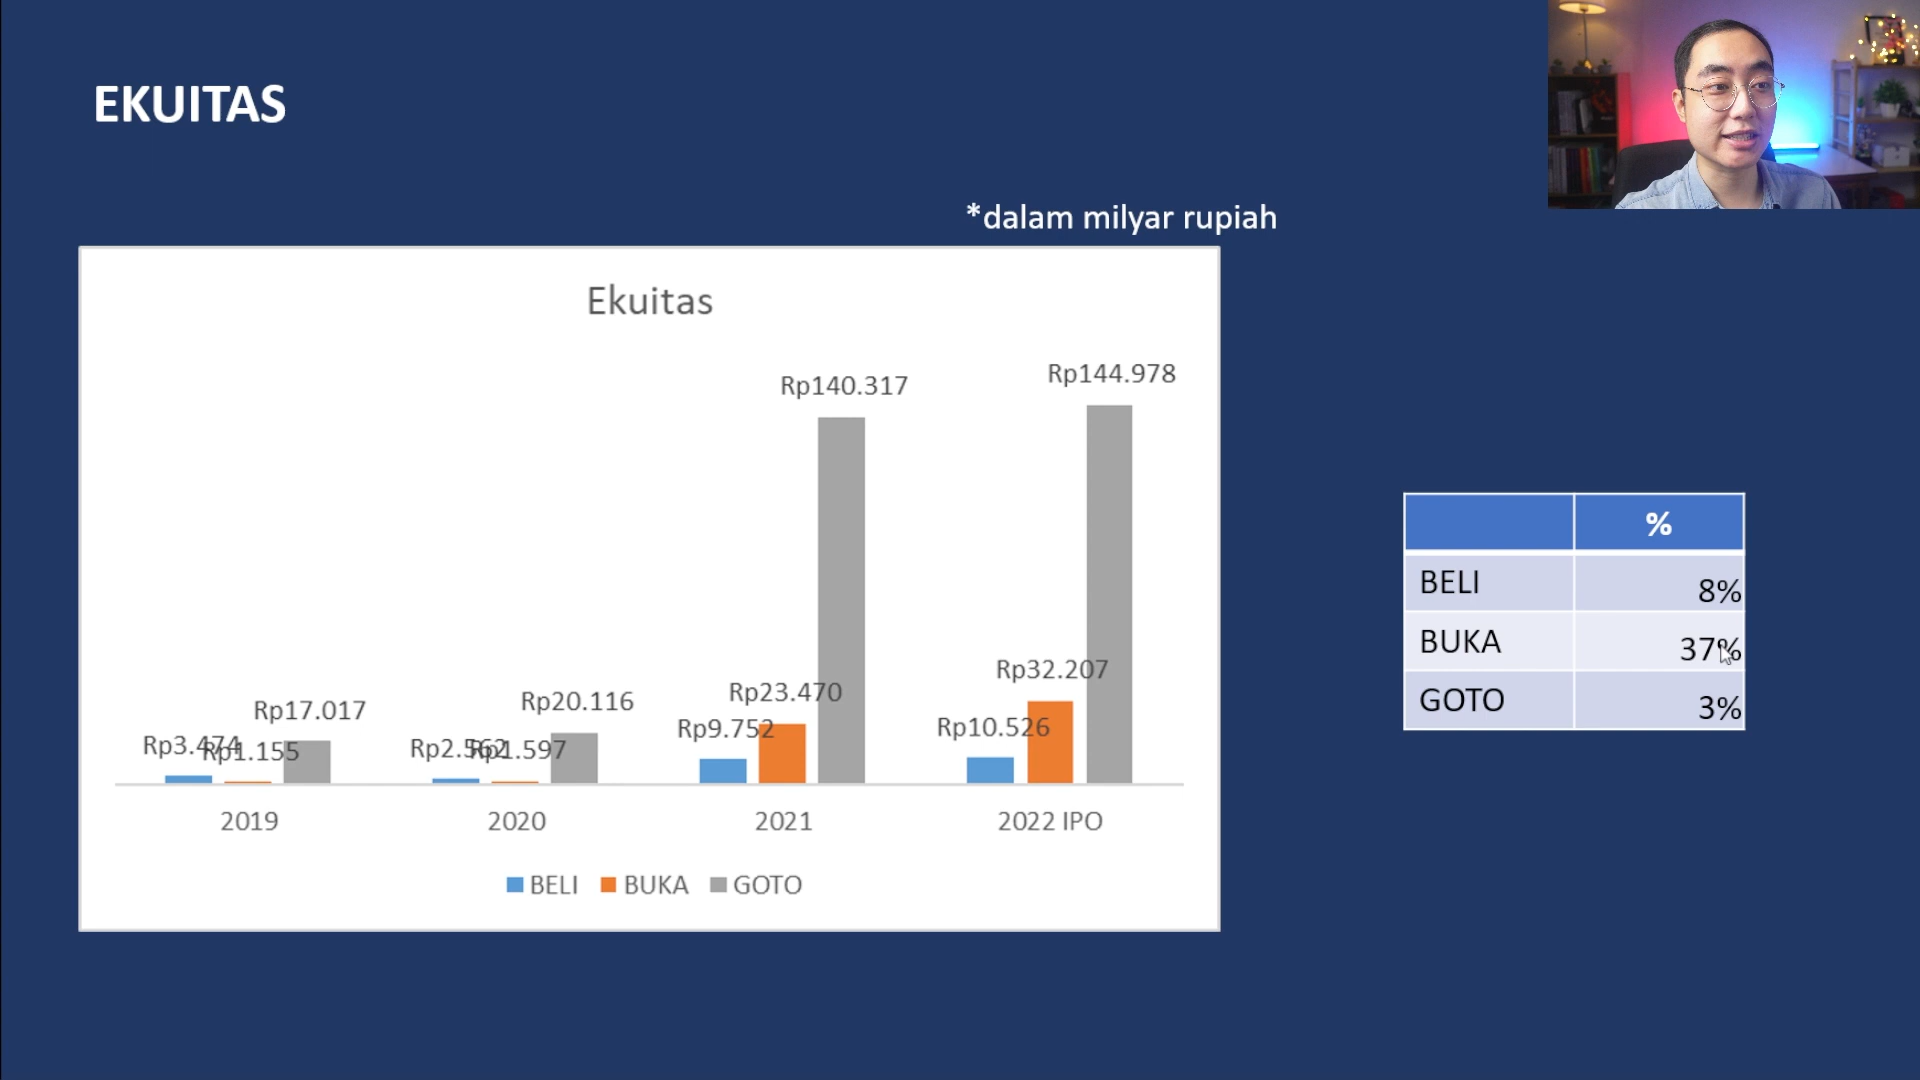 EKUITAS
*dalam milyar rupiah
Ekuitas
Rp140.317
Rp144.978
Rp32.207
Rp23.470
Rp17.017
Rp20.116
Rp9.752
Rp10.526
Rp3.474
Rp1.155
Rp2.562
Rp1.597
2019 2020 2021 2022 IPO
BELI BUKA GOTO
%
BELI 8%
BUKA 37%
GOTO 3%